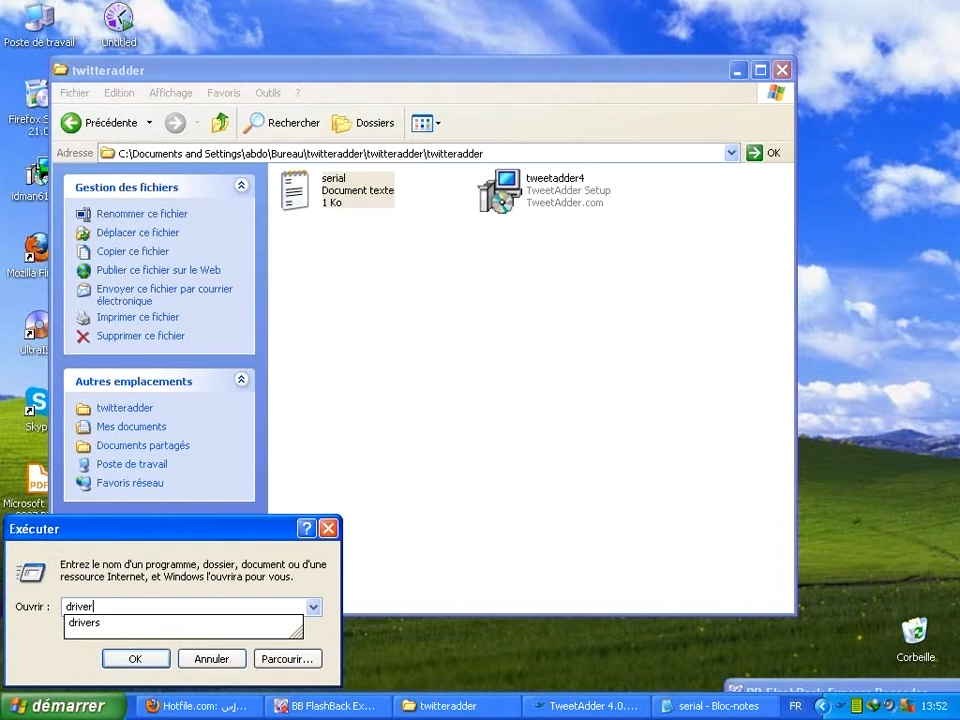 Poste de travail
Untitled
twitteradder
Fichier Edition Affichage Favoris Outils ?
Précédente
Rechercher
Dossiers
Adresse
C:\Documents and Settings\abdo\Bureau\twitteradder\twitteradder\twitteradder
OK
Firefox S
21.0
idman61
Mozilla Fi
UltraIS
Skyp
Microsoft
Gestion des fichiers
Renommer ce fichier
Déplacer ce fichier
Copier ce fichier
Publier ce fichier sur le Web
Envoyer ce fichier par courrier
électronique
Imprimer ce fichier
Supprimer ce fichier
Autres emplacements
twitteradder
Mes documents
Documents partagés
Poste de travail
Favoris réseau
serial
Document texte
1 Ko
tweetadder4
TweetAdder Setup
TweetAdder.com
PDF
Exécuter
Entrez le nom d'un programme, dossier, document ou d'une
ressource Internet, et Windows l'ouvrira pour vous.
Ouvrir :
driver
drivers
OK
Annuler
Parcourir...
Corbeille
BB FlashBack Express Recorder
démarrer
Hotfile.com:
BB FlashBack Ex...
twitteradder
TweetAdder 4.0....
serial - Bloc-notes
FR
13:52